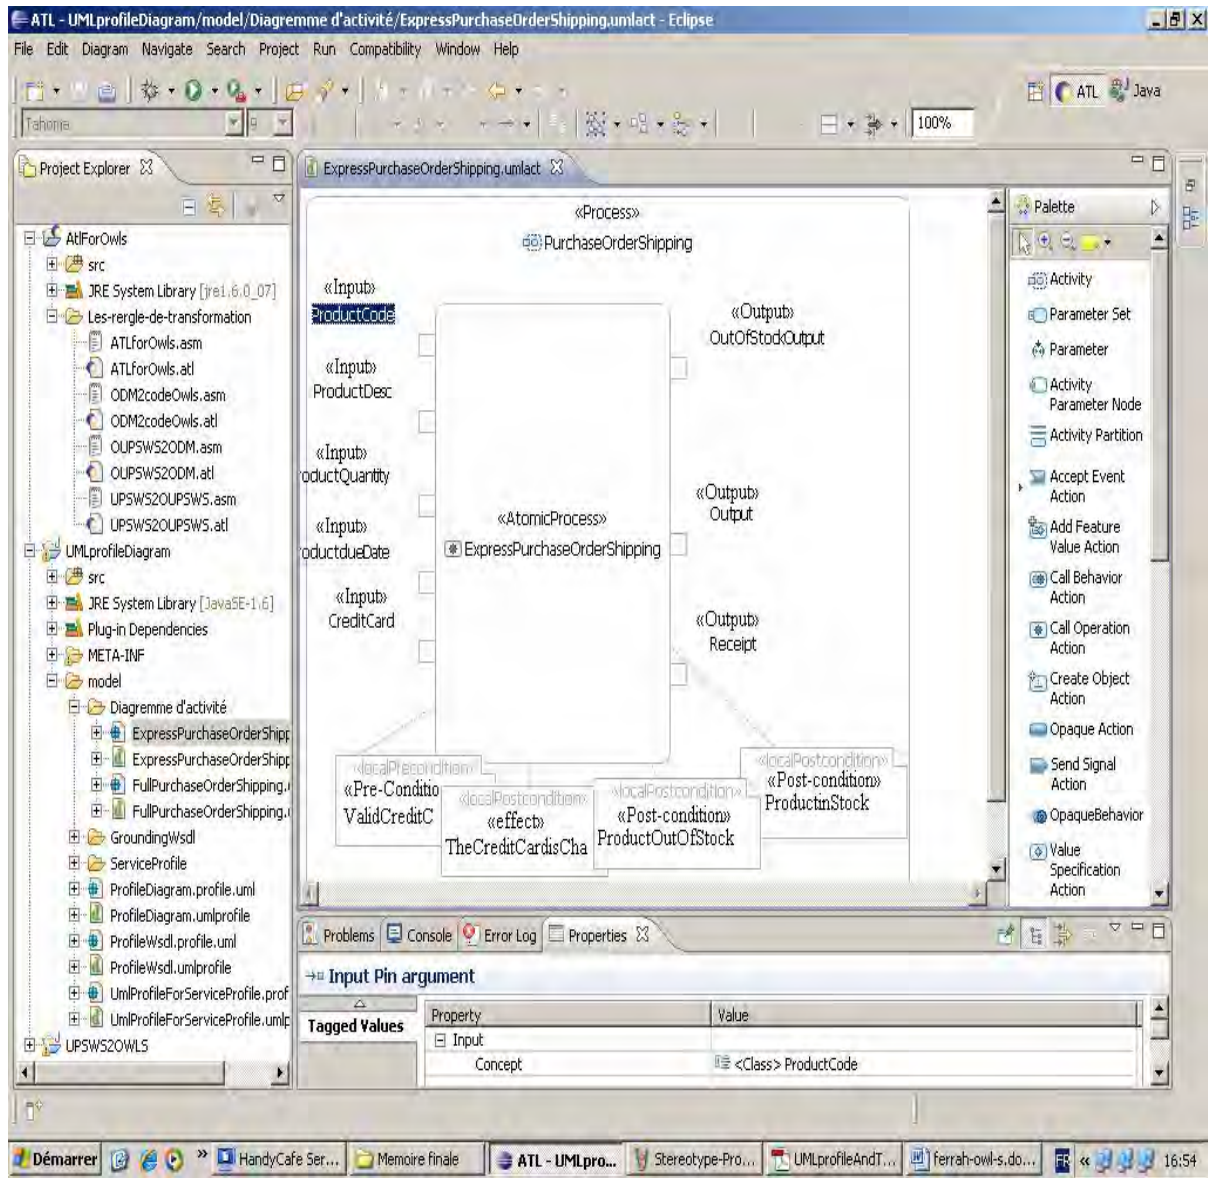 ATL - UMLprofileDiagram/model/Diagremme d'activité/ExpressPurchaseOrderShipping.umlact - Eclipse
File Edit Diagram Navigate Search Project Run Compatibility Window Help
ATL Java
Tahoma 9 100%
Project Explorer
ExpressPurchaseOrderShipping.umlact
AtlForOwls
src
JRE System Library [jre1.6.0_07]
Les-rergle-de-transformation
ATLforOwls.asm
ATLforOwls.atl
ODM2codeOwls.asm
ODM2codeOwls.atl
OUPSWS2ODM.asm
OUPSWS2ODM.atl
UPSWS2OUPSWS.asm
UPSWS2OUPSWS.atl
UMLprofileDiagram
src
JRE System Library [JavaSE-1.6]
Plug-in Dependencies
META-INF
model
Diagremme d'activité
ExpressPurchaseOrderShipp
ExpressPurchaseOrderShipp
FullPurchaseOrderShipping.
FullPurchaseOrderShipping.
GroundingWsdl
ServiceProfile
ProfileDiagram.profile.uml
ProfileDiagram.umlprofile
ProfileWsdl.profile.uml
ProfileWsdl.umlprofile
UmlProfileForServiceProfile.prof
UmlProfileForServiceProfile.umlp
UPSWS2OWLS
«Process»
PurchaseOrderShipping
«Input»
ProductCode
«Input»
ProductDesc
«Input»
oductQuantity
«Input»
oductdueDate
«Input»
CreditCard
«AtomicProcess»
ExpressPurchaseOrderShipping
«Output»
OutOfStockOutput
«Output»
Output
«Output»
Receipt
«localPrecondition»
«Pre-Conditio
ValidCreditC
«localPostcondition»
«effect»
TheCreditCardisCha
«localPostcondition»
«Post-condition»
ProductOutOfStock
«localPostcondition»
«Post-condition»
ProductinStock
Palette
Activity
Parameter Set
Parameter
Activity
Parameter Node
Activity Partition
Accept Event
Action
Add Feature
Value Action
Call Behavior
Action
Call Operation
Action
Create Object
Action
Opaque Action
Send Signal
Action
OpaqueBehavior
Value
Specification
Action
Problems Console Error Log Properties
Input Pin argument
Tagged Values
Property Value
Input
Concept <Class> ProductCode
Démarrer » HandyCafe Ser... Memoire finale ATL - UMLpro... Stereotype-Pro... UMLprofileAndT... ferrah-owl-s.do... FR « 16:54